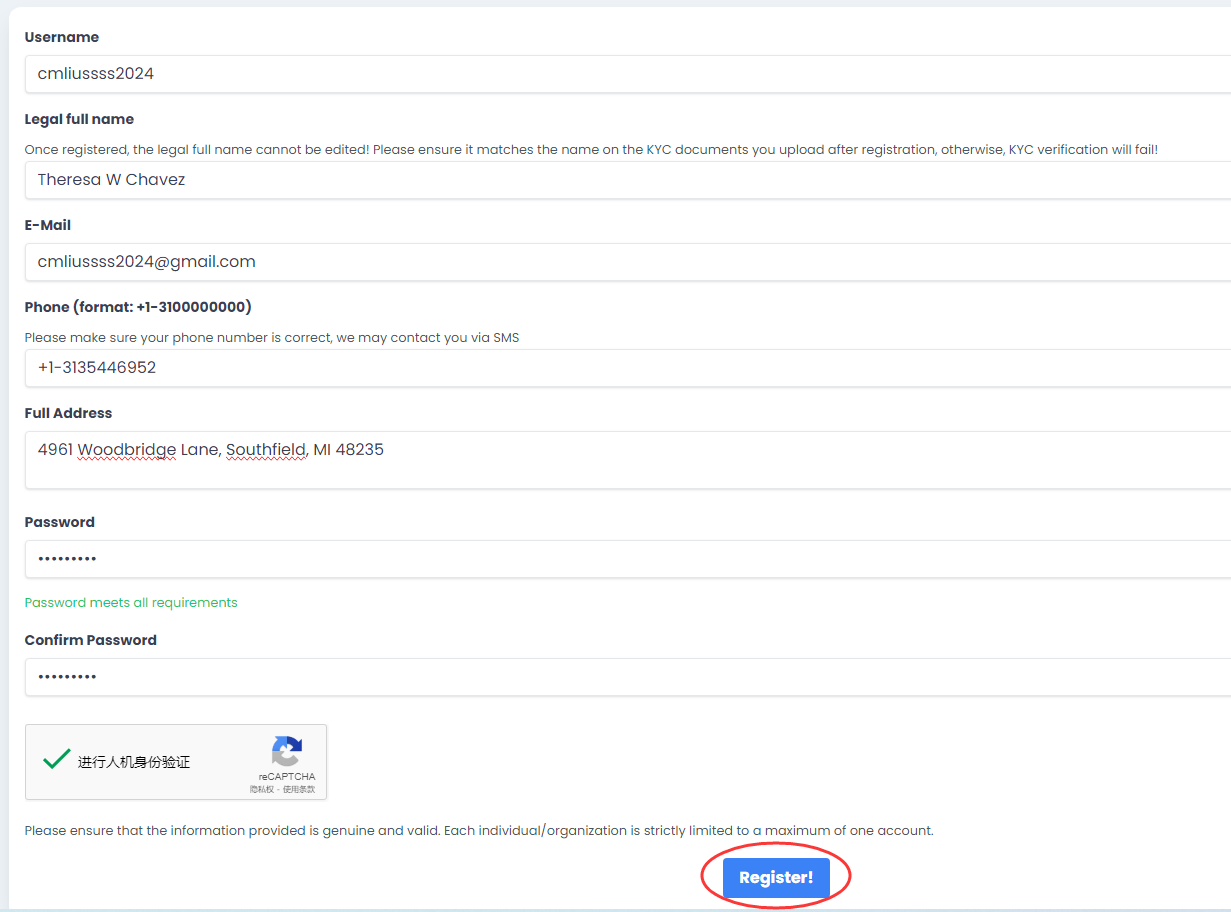 Username
cmliussss2024
Legal full name
Once registered, the legal full name cannot be edited! Please ensure it matches the name on the KYC documents you upload after registration, otherwise, KYC verification will fail!
Theresa W Chavez
E-Mail
cmliussss2024@gmail.com
Phone (format: +1-3100000000)
Please make sure your phone number is correct, we may contact you via SMS
+1-3135446952
Full Address
4961 Woodbridge Lane, Southfield, MI 48235
Password
•••••••••
Password meets all requirements
Confirm Password
•••••••••
进行人机身份验证
reCAPTCHA
隐私权 - 使用条款
Please ensure that the information provided is genuine and valid. Each individual/organization is strictly limited to a maximum of one account.
Register!